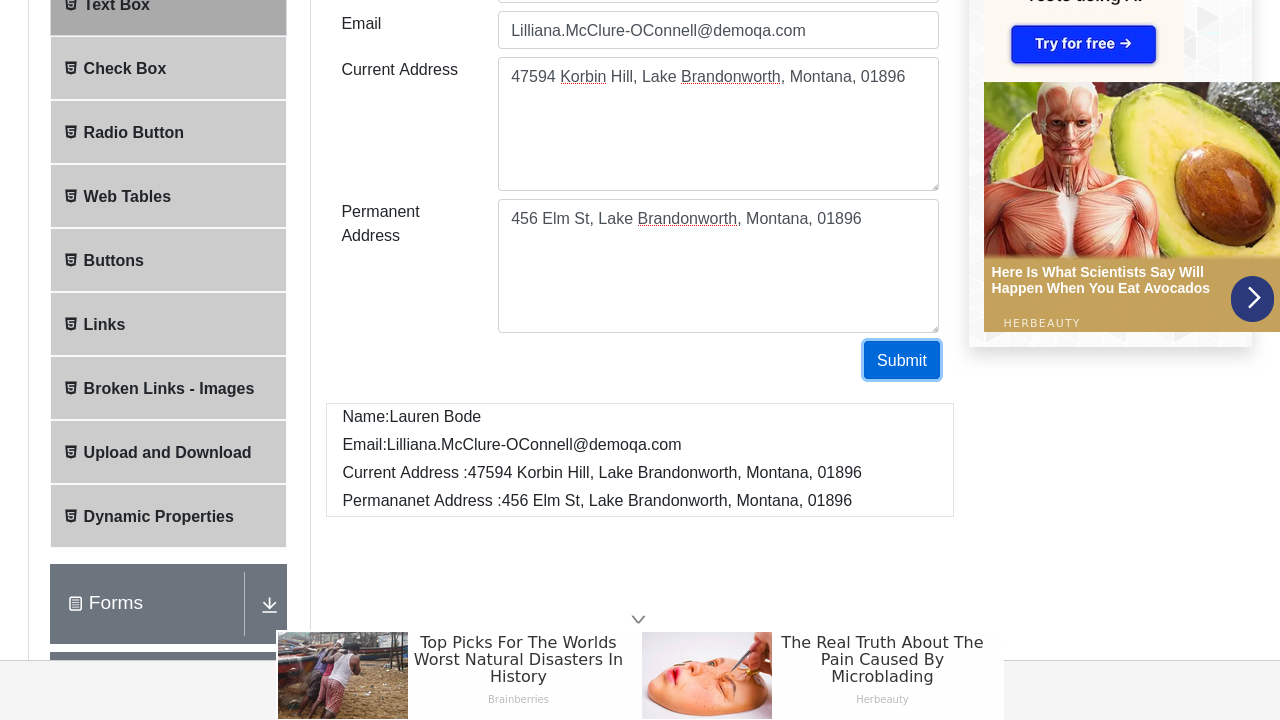 Text Box
Check Box
Radio Button
Web Tables
Buttons
Links
Broken Links - Images
Upload and Download
Dynamic Properties
Forms
Email
Lilliana.McClure-OConnell@demoqa.com
Current Address
47594 Korbin Hill, Lake Brandonworth, Montana, 01896
Permanent
Address
456 Elm St, Lake Brandonworth, Montana, 01896
Submit
Name:Lauren Bode
Email:Lilliana.McClure-OConnell@demoqa.com
Current Address :47594 Korbin Hill, Lake Brandonworth, Montana, 01896
Permananet Address :456 Elm St, Lake Brandonworth, Montana, 01896
Try for free →
Here Is What Scientists Say Will
Happen When You Eat Avocados
HERBEAUTY
Top Picks For The Worlds
Worst Natural Disasters In
History
Brainberries
The Real Truth About The
Pain Caused By
Microblading
Herbeauty